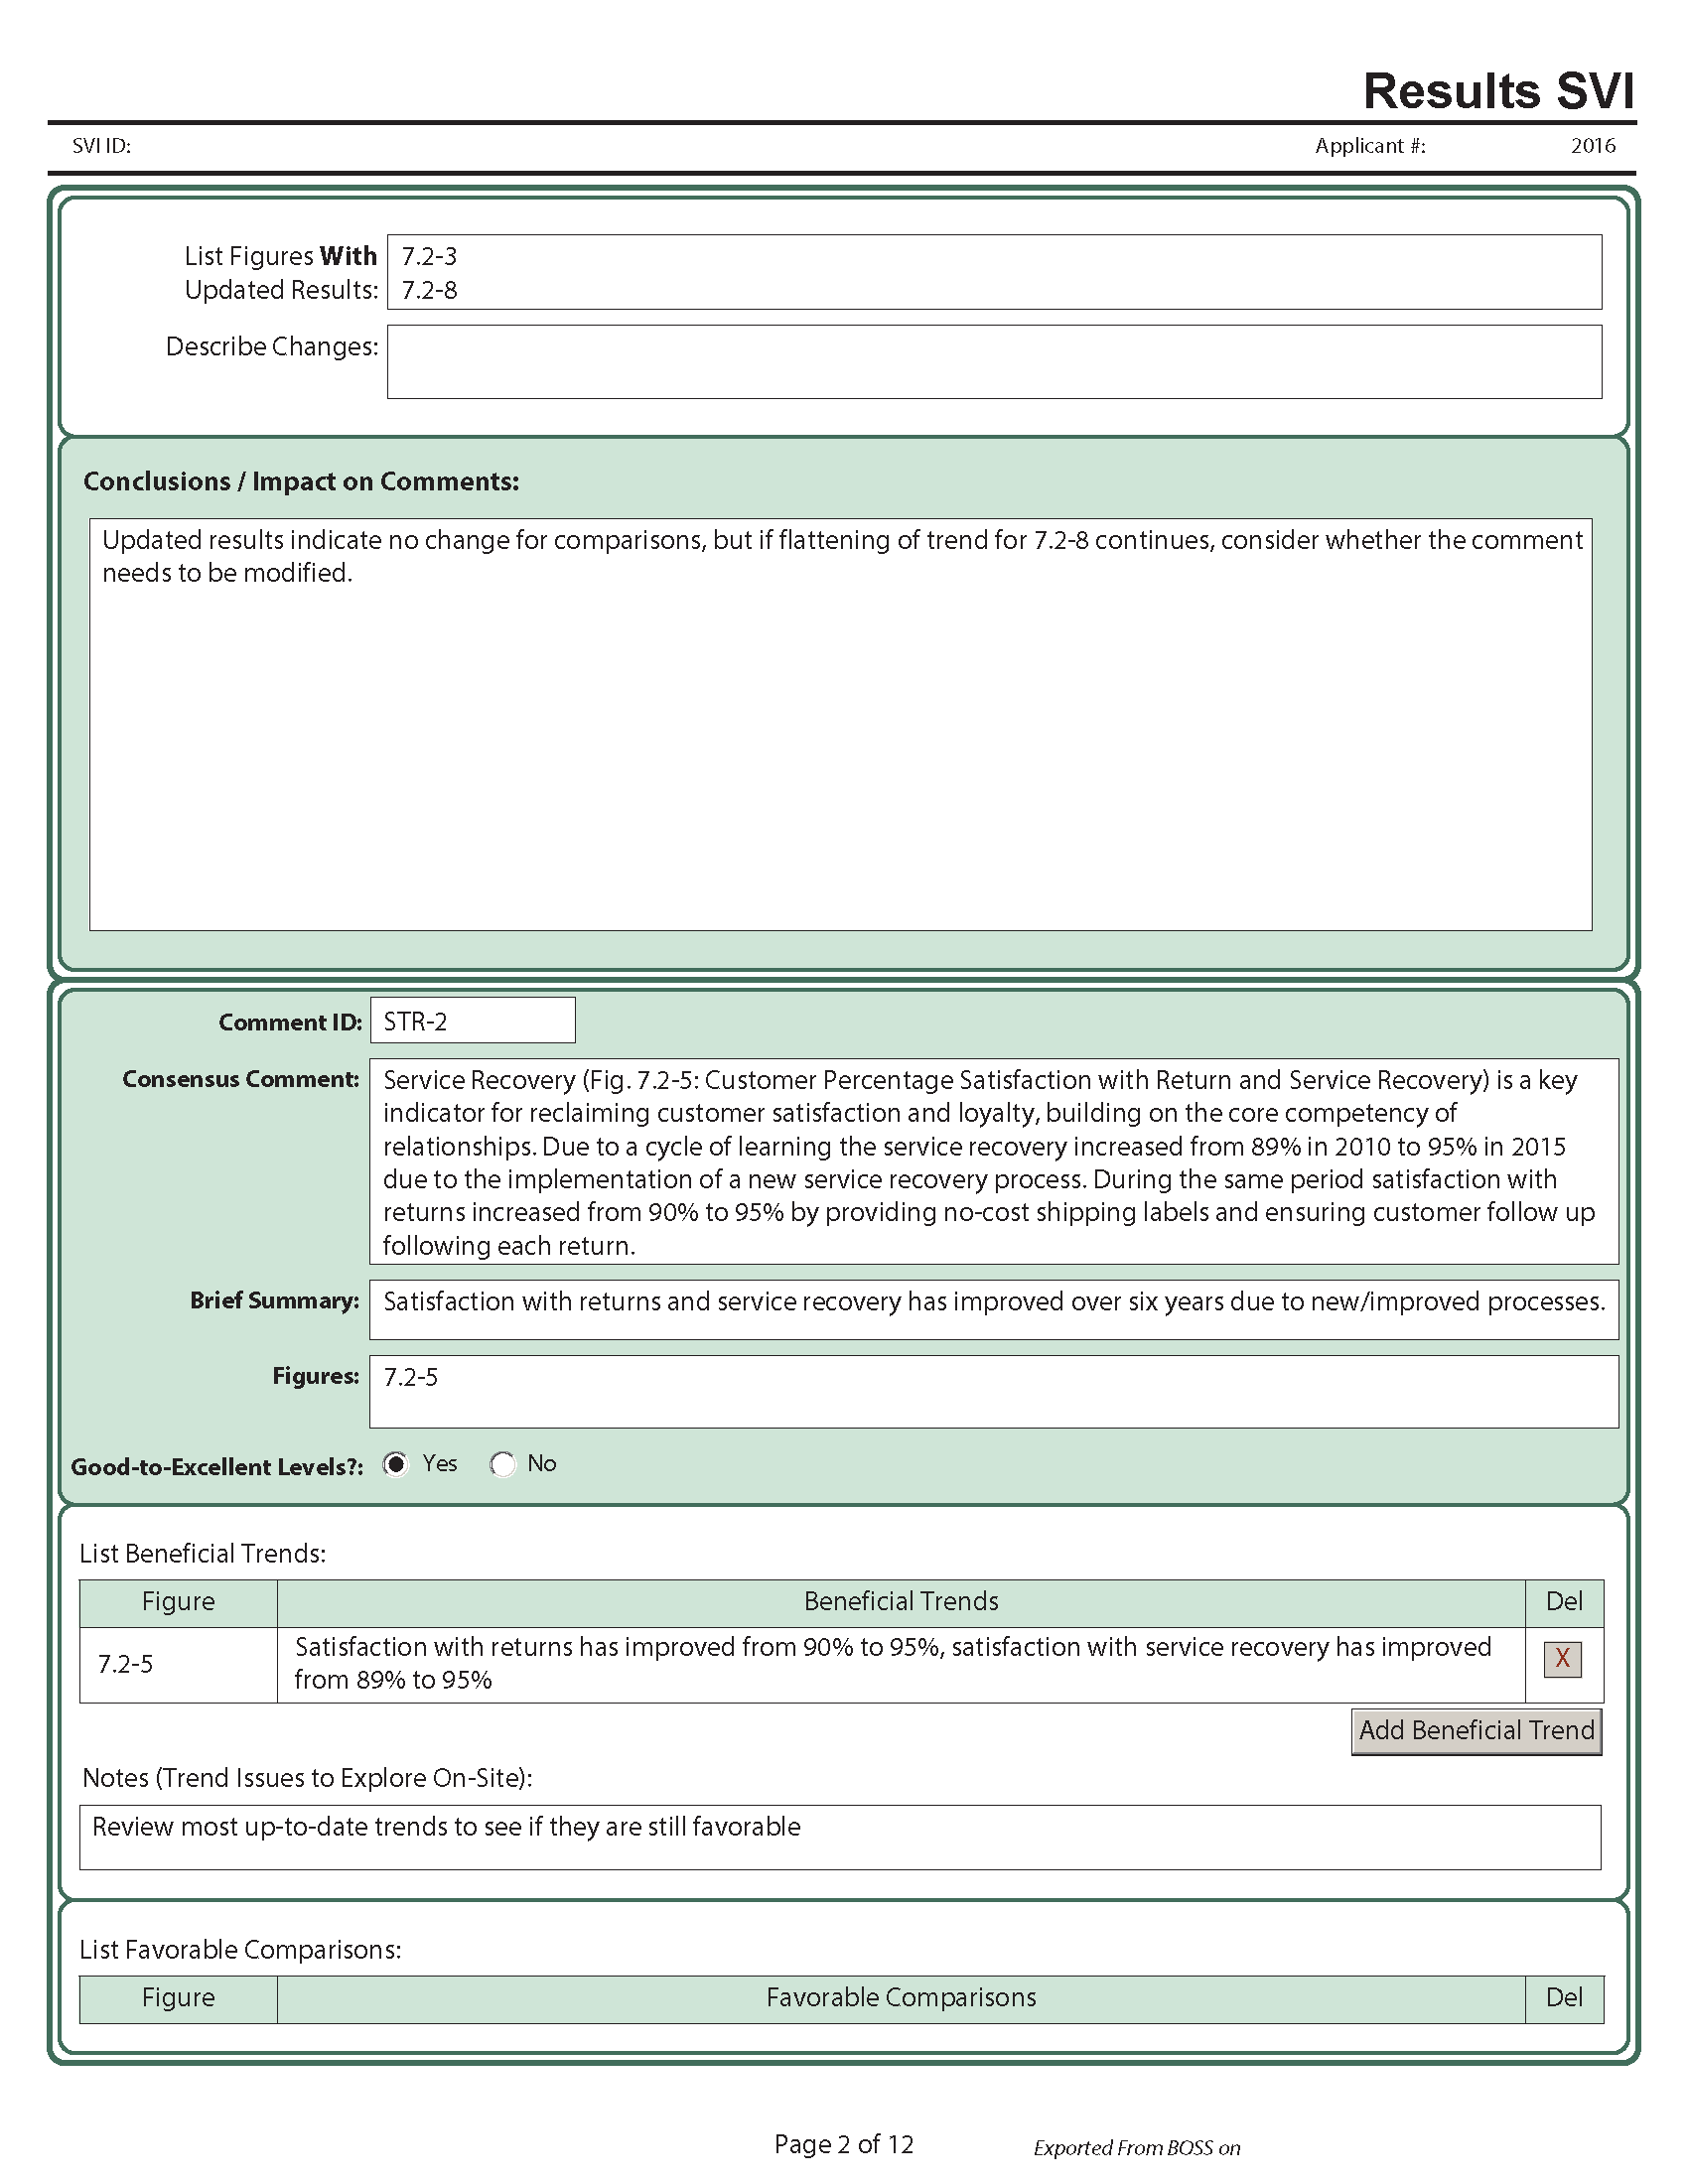 Results SVI
SVI ID: Applicant #: 2016
List Figures With
Updated Results:
7.2-3
7.2-8
Describe Changes:
Conclusions / Impact on Comments:
Updated results indicate no change for comparisons, but if flattening of trend for 7.2-8 continues, consider whether the comment
needs to be modified.
Comment ID: STR-2
Consensus Comment: Service Recovery (Fig. 7.2-5: Customer Percentage Satisfaction with Return and Service Recovery) is a key
indicator for reclaiming customer satisfaction and loyalty, building on the core competency of
relationships. Due to a cycle of learning the service recovery increased from 89% in 2010 to 95% in 2015
due to the implementation of a new service recovery process. During the same period satisfaction with
returns increased from 90% to 95% by providing no-cost shipping labels and ensuring customer follow up
following each return.
Brief Summary: Satisfaction with returns and service recovery has improved over six years due to new/improved processes.
Figures: 7.2-5
Good-to-Excellent Levels?: Yes No
List Beneficial Trends:
Figure Beneficial Trends Del
7.2-5 Satisfaction with returns has improved from 90% to 95%, satisfaction with service recovery has improved
from 89% to 95%
X
Add Beneficial Trend
Notes (Trend Issues to Explore On-Site):
Review most up-to-date trends to see if they are still favorable
List Favorable Comparisons:
Figure Favorable Comparisons Del
Page 2 of 12 Exported From BOSS on